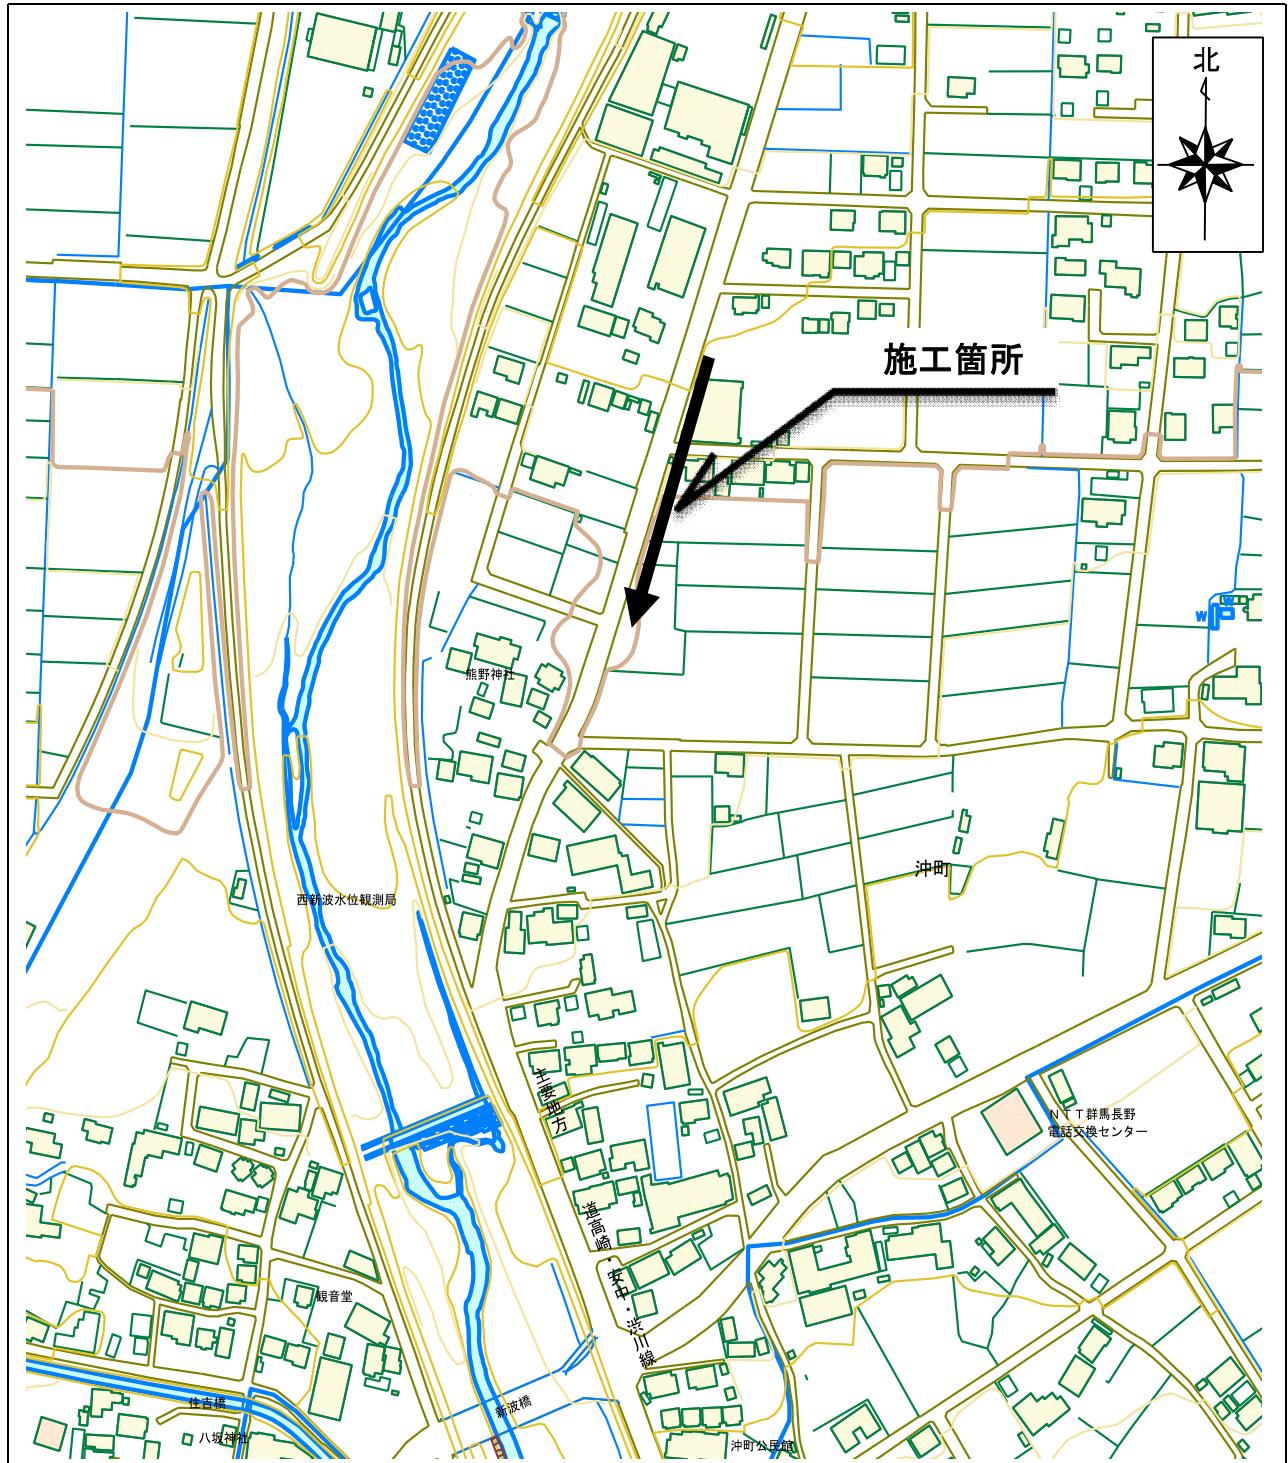 北
施工箇所
W
W
熊野神社
沖町
西新波水位観測局
主要地方
道高崎・安中・渋川線
ＮＴＴ群馬長野
電話交換センター
観音堂
住吉橋
新波橋
八坂神社
沖町公民館